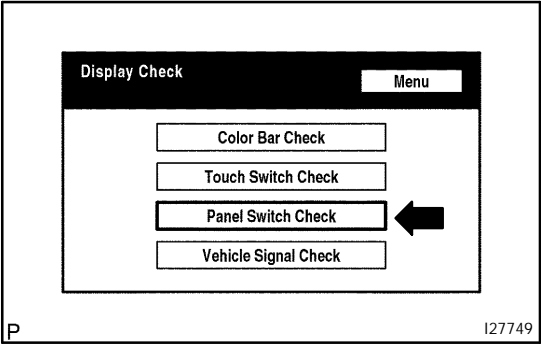 Display Check
Menu
Color Bar Check
Touch Switch Check
Panel Switch Check
Vehicle Signal Check
P
I27749